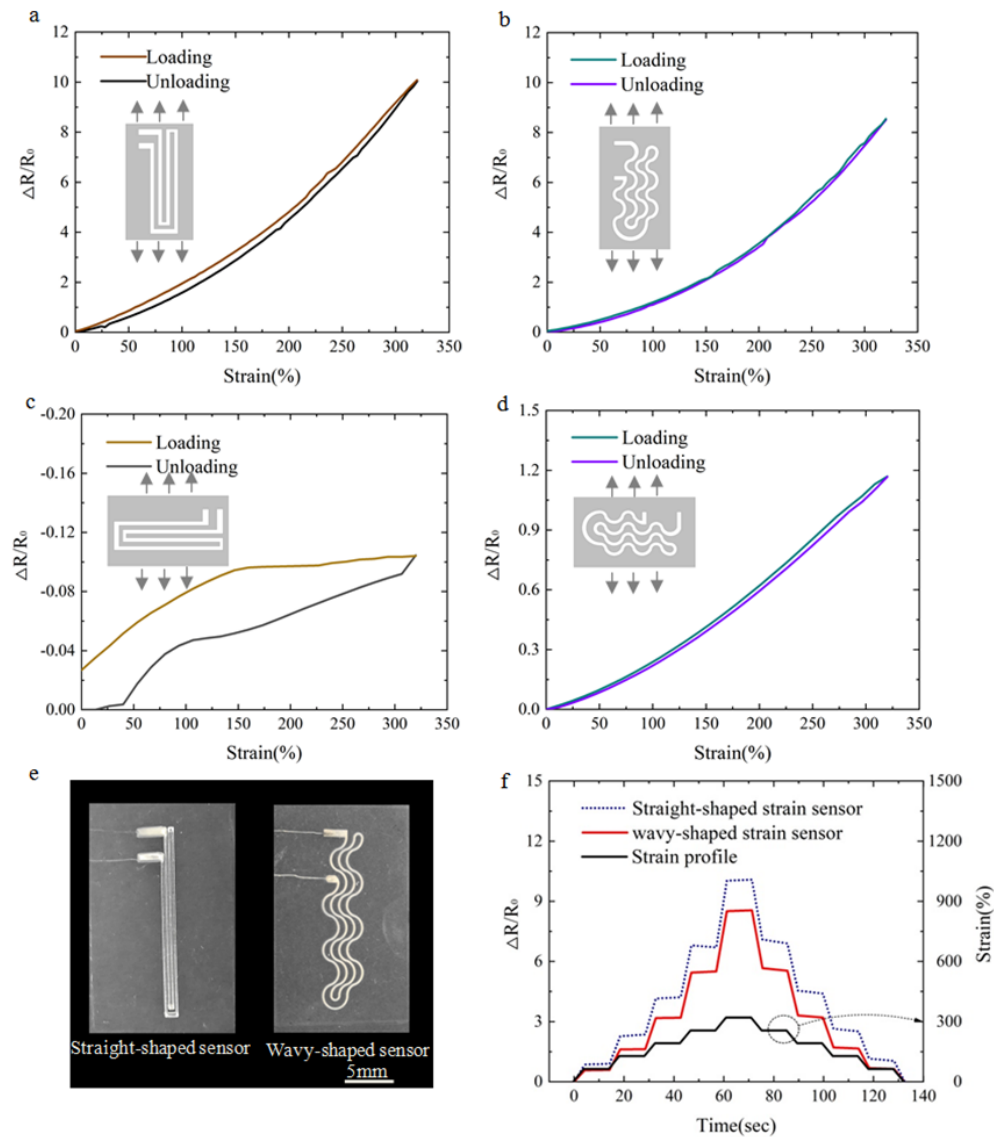 a
12
10
8
6
4
2
0
ΔR/R₀
Loading
Unloading
0 50 100 150 200 250 300 350
Strain(%)
b
12
10
8
6
4
2
0
ΔR/R₀
Loading
Unloading
0 50 100 150 200 250 300 350
Strain(%)
c
-0.20
-0.16
-0.12
-0.08
-0.04
0.00
ΔR/R₀
Loading
Unloading
0 50 100 150 200 250 300 350
Strain(%)
d
1.5
1.2
0.9
0.6
0.3
0.0
ΔR/R₀
Loading
Unloading
0 50 100 150 200 250 300 350
Strain(%)
e
Straight-shaped sensor
Wavy-shaped sensor
5mm
f
15
12
9
6
3
0
ΔR/R₀
Straight-shaped strain sensor
wavy-shaped strain sensor
Strain profile
1500
1200
900
600
300
0
Strain(%)
0 20 40 60 80 100 120 140
Time(sec)